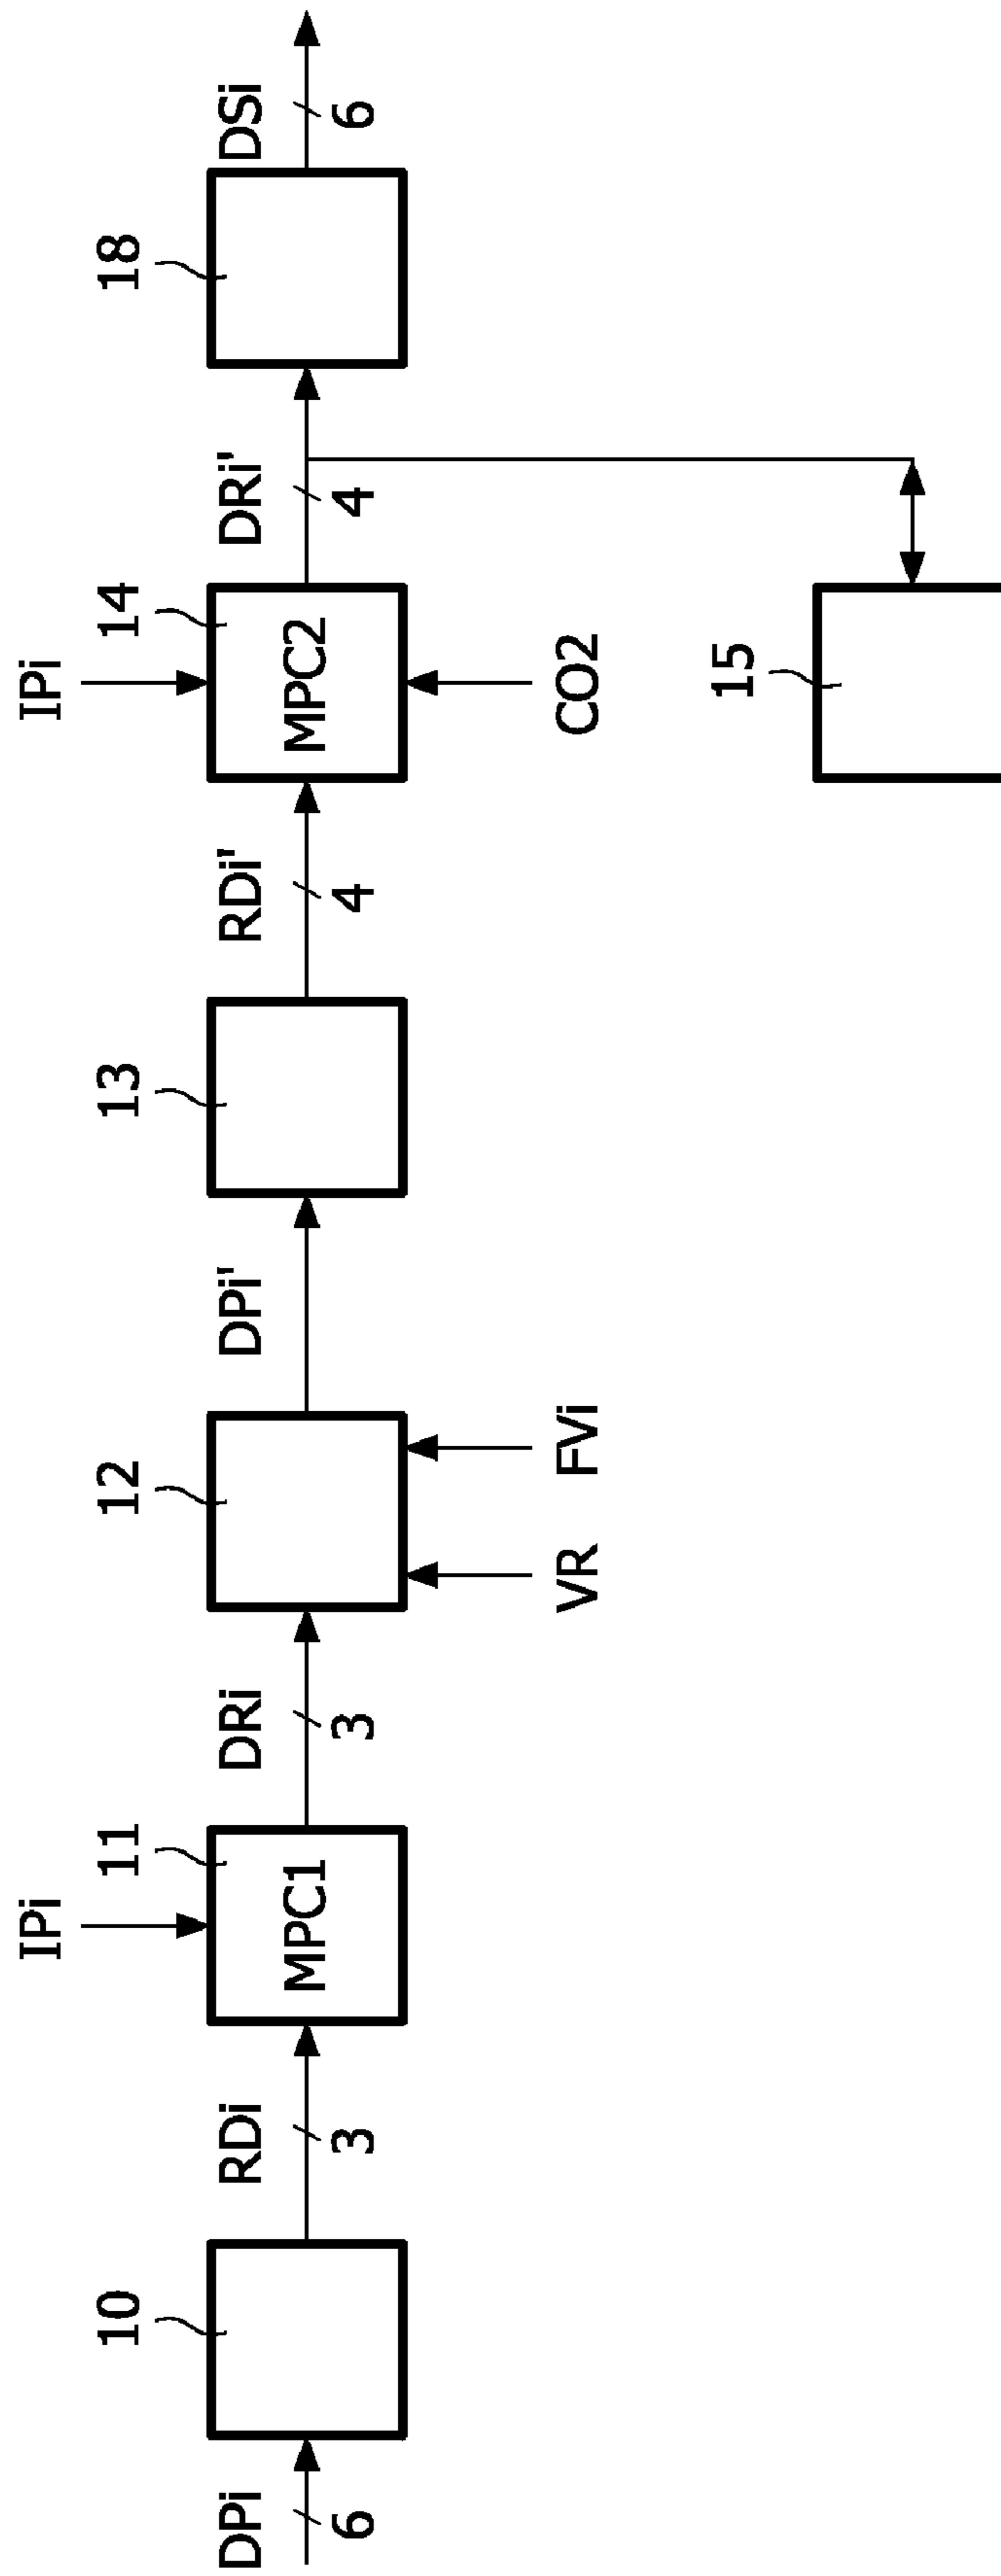 IPi
IPi
10
11
12
13
14
18
DPi
RDi
DRi
DPi'
RDi'
DRi'
DSi
MPC1
MPC2
6
3
3
4
4
6
VR
FVi
CO2
15